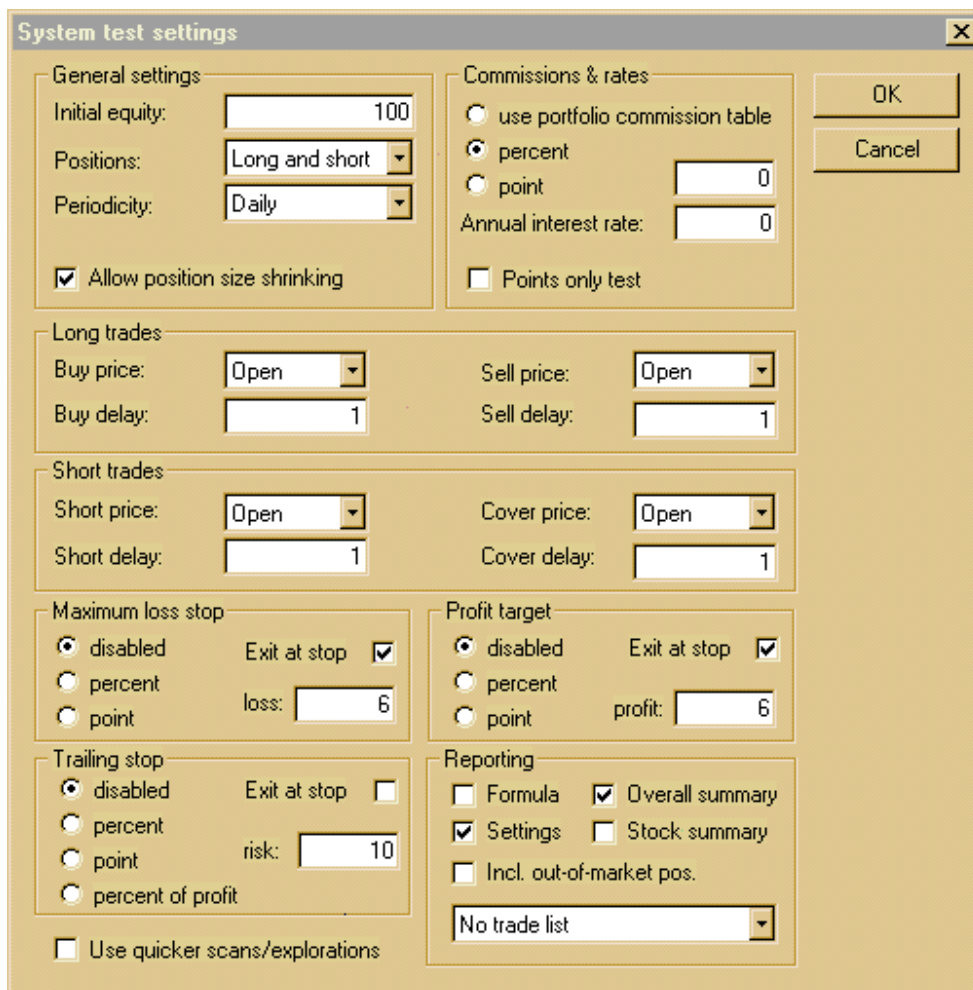 System test settings
General settings
Initial equity: 100
Positions: Long and short
Periodicity: Daily
Allow position size shrinking
Commissions & rates
use portfolio commission table
percent
point 0
Annual interest rate: 0
Points only test
OK
Cancel
Long trades
Buy price: Open Sell price: Open
Buy delay: 1 Sell delay: 1
Short trades
Short price: Open Cover price: Open
Short delay: 1 Cover delay: 1
Maximum loss stop
disabled Exit at stop
percent
point loss: 6
Profit target
disabled Exit at stop
percent
point profit: 6
Trailing stop
disabled Exit at stop
percent
point risk: 10
percent of profit
Use quicker scans/explorations
Reporting
Formula Overall summary
Settings Stock summary
Incl. out-of-market pos.
No trade list